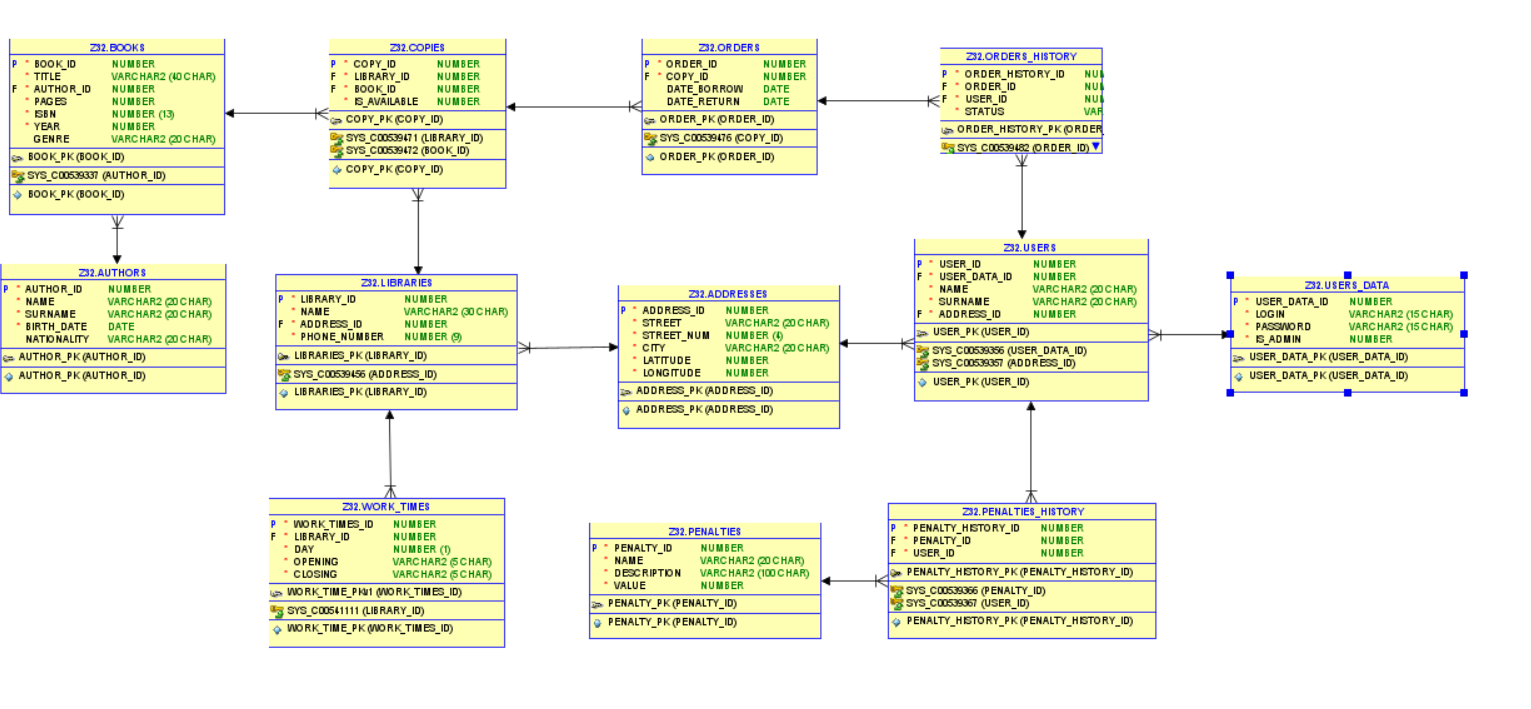 Z32.BOOKS
P * BOOK_ID NUMBER
* TITLE VARCHAR2 (40 CHAR)
F * AUTHOR_ID NUMBER
* PAGES NUMBER
* ISBN NUMBER (13)
* YEAR NUMBER
GENRE VARCHAR2 (20 CHAR)
BOOK_PK (BOOK_ID)
SYS_C00539337 (AUTHOR_ID)
BOOK_PK (BOOK_ID)
Z32.COPIES
P * COPY_ID NUMBER
F * LIBRARY_ID NUMBER
F * BOOK_ID NUMBER
* IS_AVAILABLE NUMBER
COPY_PK (COPY_ID)
SYS_C00539471 (LIBRARY_ID)
SYS_C00539472 (BOOK_ID)
COPY_PK (COPY_ID)
Z32.ORDERS
P * ORDER_ID NUMBER
F * COPY_ID NUMBER
DATE_BORROW DATE
DATE_RETURN DATE
ORDER_PK (ORDER_ID)
SYS_C00539476 (COPY_ID)
ORDER_PK (ORDER_ID)
Z32.ORDERS_HISTORY
P * ORDER_HISTORY_ID NUM
F * ORDER_ID NUM
F * USER_ID NUM
* STATUS VAR
ORDER_HISTORY_PK (ORDER
SYS_C00539482 (ORDER_ID)
Z32.AUTHORS
P * AUTHOR_ID NUMBER
* NAME VARCHAR2 (20 CHAR)
* SURNAME VARCHAR2 (20 CHAR)
* BIRTH_DATE DATE
NATIONALITY VARCHAR2 (20 CHAR)
AUTHOR_PK (AUTHOR_ID)
AUTHOR_PK (AUTHOR_ID)
Z32.LIBRARIES
P * LIBRARY_ID NUMBER
* NAME VARCHAR2 (30 CHAR)
F * ADDRESS_ID NUMBER
* PHONE_NUMBER NUMBER (9)
LIBRARIES_PK (LIBRARY_ID)
SYS_C00539456 (ADDRESS_ID)
LIBRARIES_PK (LIBRARY_ID)
Z32.ADDRESSES
P * ADDRESS_ID NUMBER
* STREET VARCHAR2 (20 CHAR)
* STREET_NUM NUMBER (4)
* CITY VARCHAR2 (20 CHAR)
* LATITUDE NUMBER
* LONGITUDE NUMBER
ADDRESS_PK (ADDRESS_ID)
ADDRESS_PK (ADDRESS_ID)
Z32.USERS
P * USER_ID NUMBER
F * USER_DATA_ID NUMBER
* NAME VARCHAR2 (20 CHAR)
* SURNAME VARCHAR2 (20 CHAR)
F * ADDRESS_ID NUMBER
USER_PK (USER_ID)
SYS_C00539356 (USER_DATA_ID)
SYS_C00539357 (ADDRESS_ID)
USER_PK (USER_ID)
Z32.USERS_DATA
P * USER_DATA_ID NUMBER
* LOGIN VARCHAR2 (15 CHAR)
* PASSWORD VARCHAR2 (15 CHAR)
* IS_ADMIN NUMBER
USER_DATA_PK (USER_DATA_ID)
USER_DATA_PK (USER_DATA_ID)
Z32.WORK_TIMES
P * WORK_TIMES_ID NUMBER
F * LIBRARY_ID NUMBER
* DAY NUMBER (1)
* OPENING VARCHAR2 (5 CHAR)
* CLOSING VARCHAR2 (5 CHAR)
WORK_TIME_PK#1 (WORK_TIMES_ID)
SYS_C00541111 (LIBRARY_ID)
WORK_TIME_PK (WORK_TIMES_ID)
Z32.PENALTIES
P * PENALTY_ID NUMBER
* NAME VARCHAR2 (20 CHAR)
* DESCRIPTION VARCHAR2 (100 CHAR)
* VALUE NUMBER
PENALTY_PK (PENALTY_ID)
PENALTY_PK (PENALTY_ID)
Z32.PENALTIES_HISTORY
P * PENALTY_HISTORY_ID NUMBER
F * PENALTY_ID NUMBER
F * USER_ID NUMBER
PENALTY_HISTORY_PK (PENALTY_HISTORY_ID)
SYS_C00539366 (PENALTY_ID)
SYS_C00539367 (USER_ID)
PENALTY_HISTORY_PK (PENALTY_HISTORY_ID)